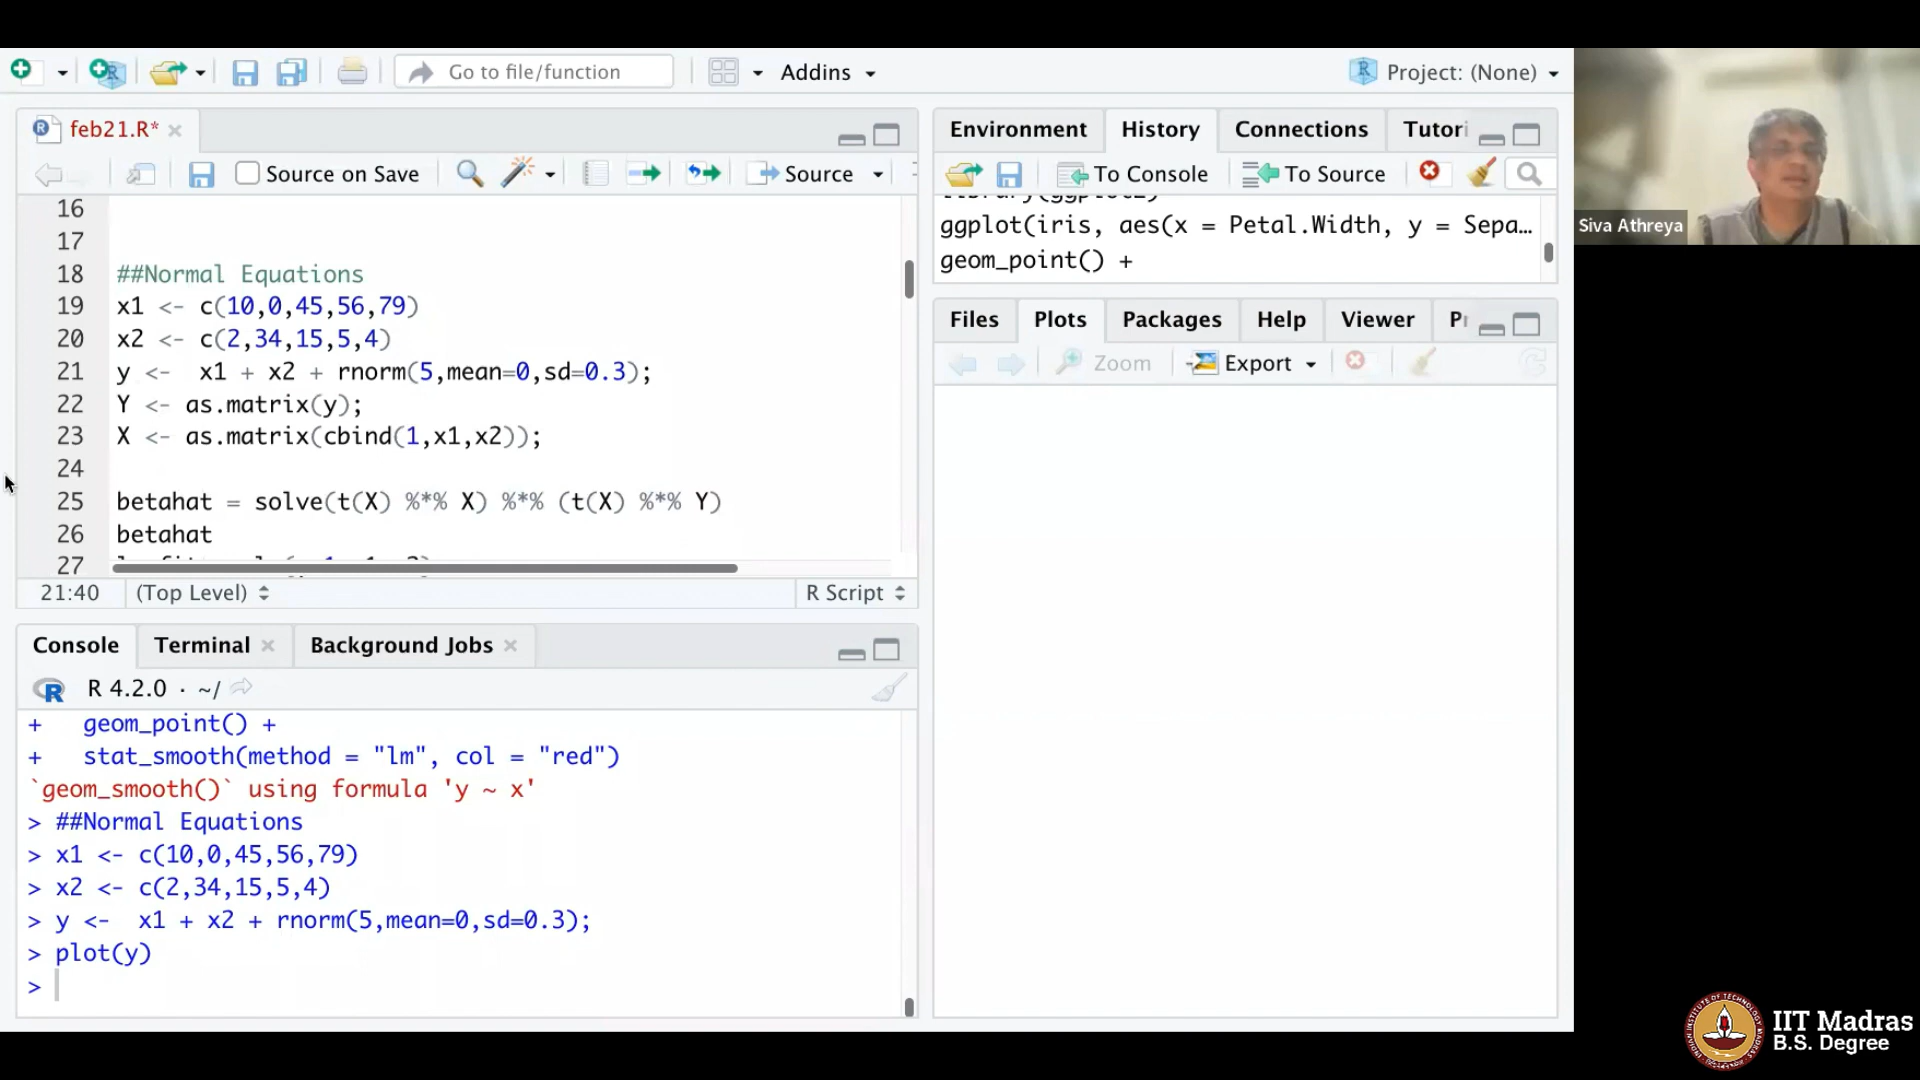 Go to file/function
Addins
Project: (None)
feb21.R*
Source on Save
Source
16
17
18 ##Normal Equations
19 x1 <- c(10,0,45,56,79)
20 x2 <- c(2,34,15,5,4)
21 y <-  x1 + x2 + rnorm(5,mean=0,sd=0.3);
22 Y <- as.matrix(y);
23 X <- as.matrix(cbind(1,x1,x2));
24
25 betahat = solve(t(X) %*% X) %*% (t(X) %*% Y)
26 betahat
27
21:40 (Top Level) R Script
Console Terminal Background Jobs
R 4.2.0 · ~/
+   geom_point() +
+   stat_smooth(method = "lm", col = "red")
`geom_smooth()` using formula 'y ~ x'
> ##Normal Equations
> x1 <- c(10,0,45,56,79)
> x2 <- c(2,34,15,5,4)
> y <-  x1 + x2 + rnorm(5,mean=0,sd=0.3);
> plot(y)
>
Environment History Connections Tutori
To Console To Source
library(ggplot2)
ggplot(iris, aes(x = Petal.Width, y = Sepa...
geom_point() +
Files Plots Packages Help Viewer Pr
Zoom Export
Siva Athreya
IIT Madras
B.S. Degree